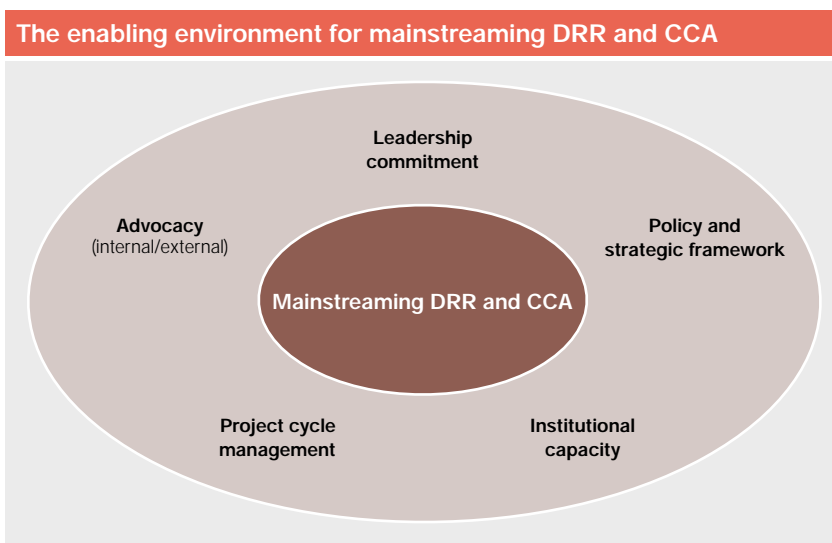 The enabling environment for mainstreaming DRR and CCA
Leadership
commitment
Advocacy
(internal/external)
Policy and
strategic framework
Mainstreaming DRR and CCA
Project cycle
management
Institutional
capacity